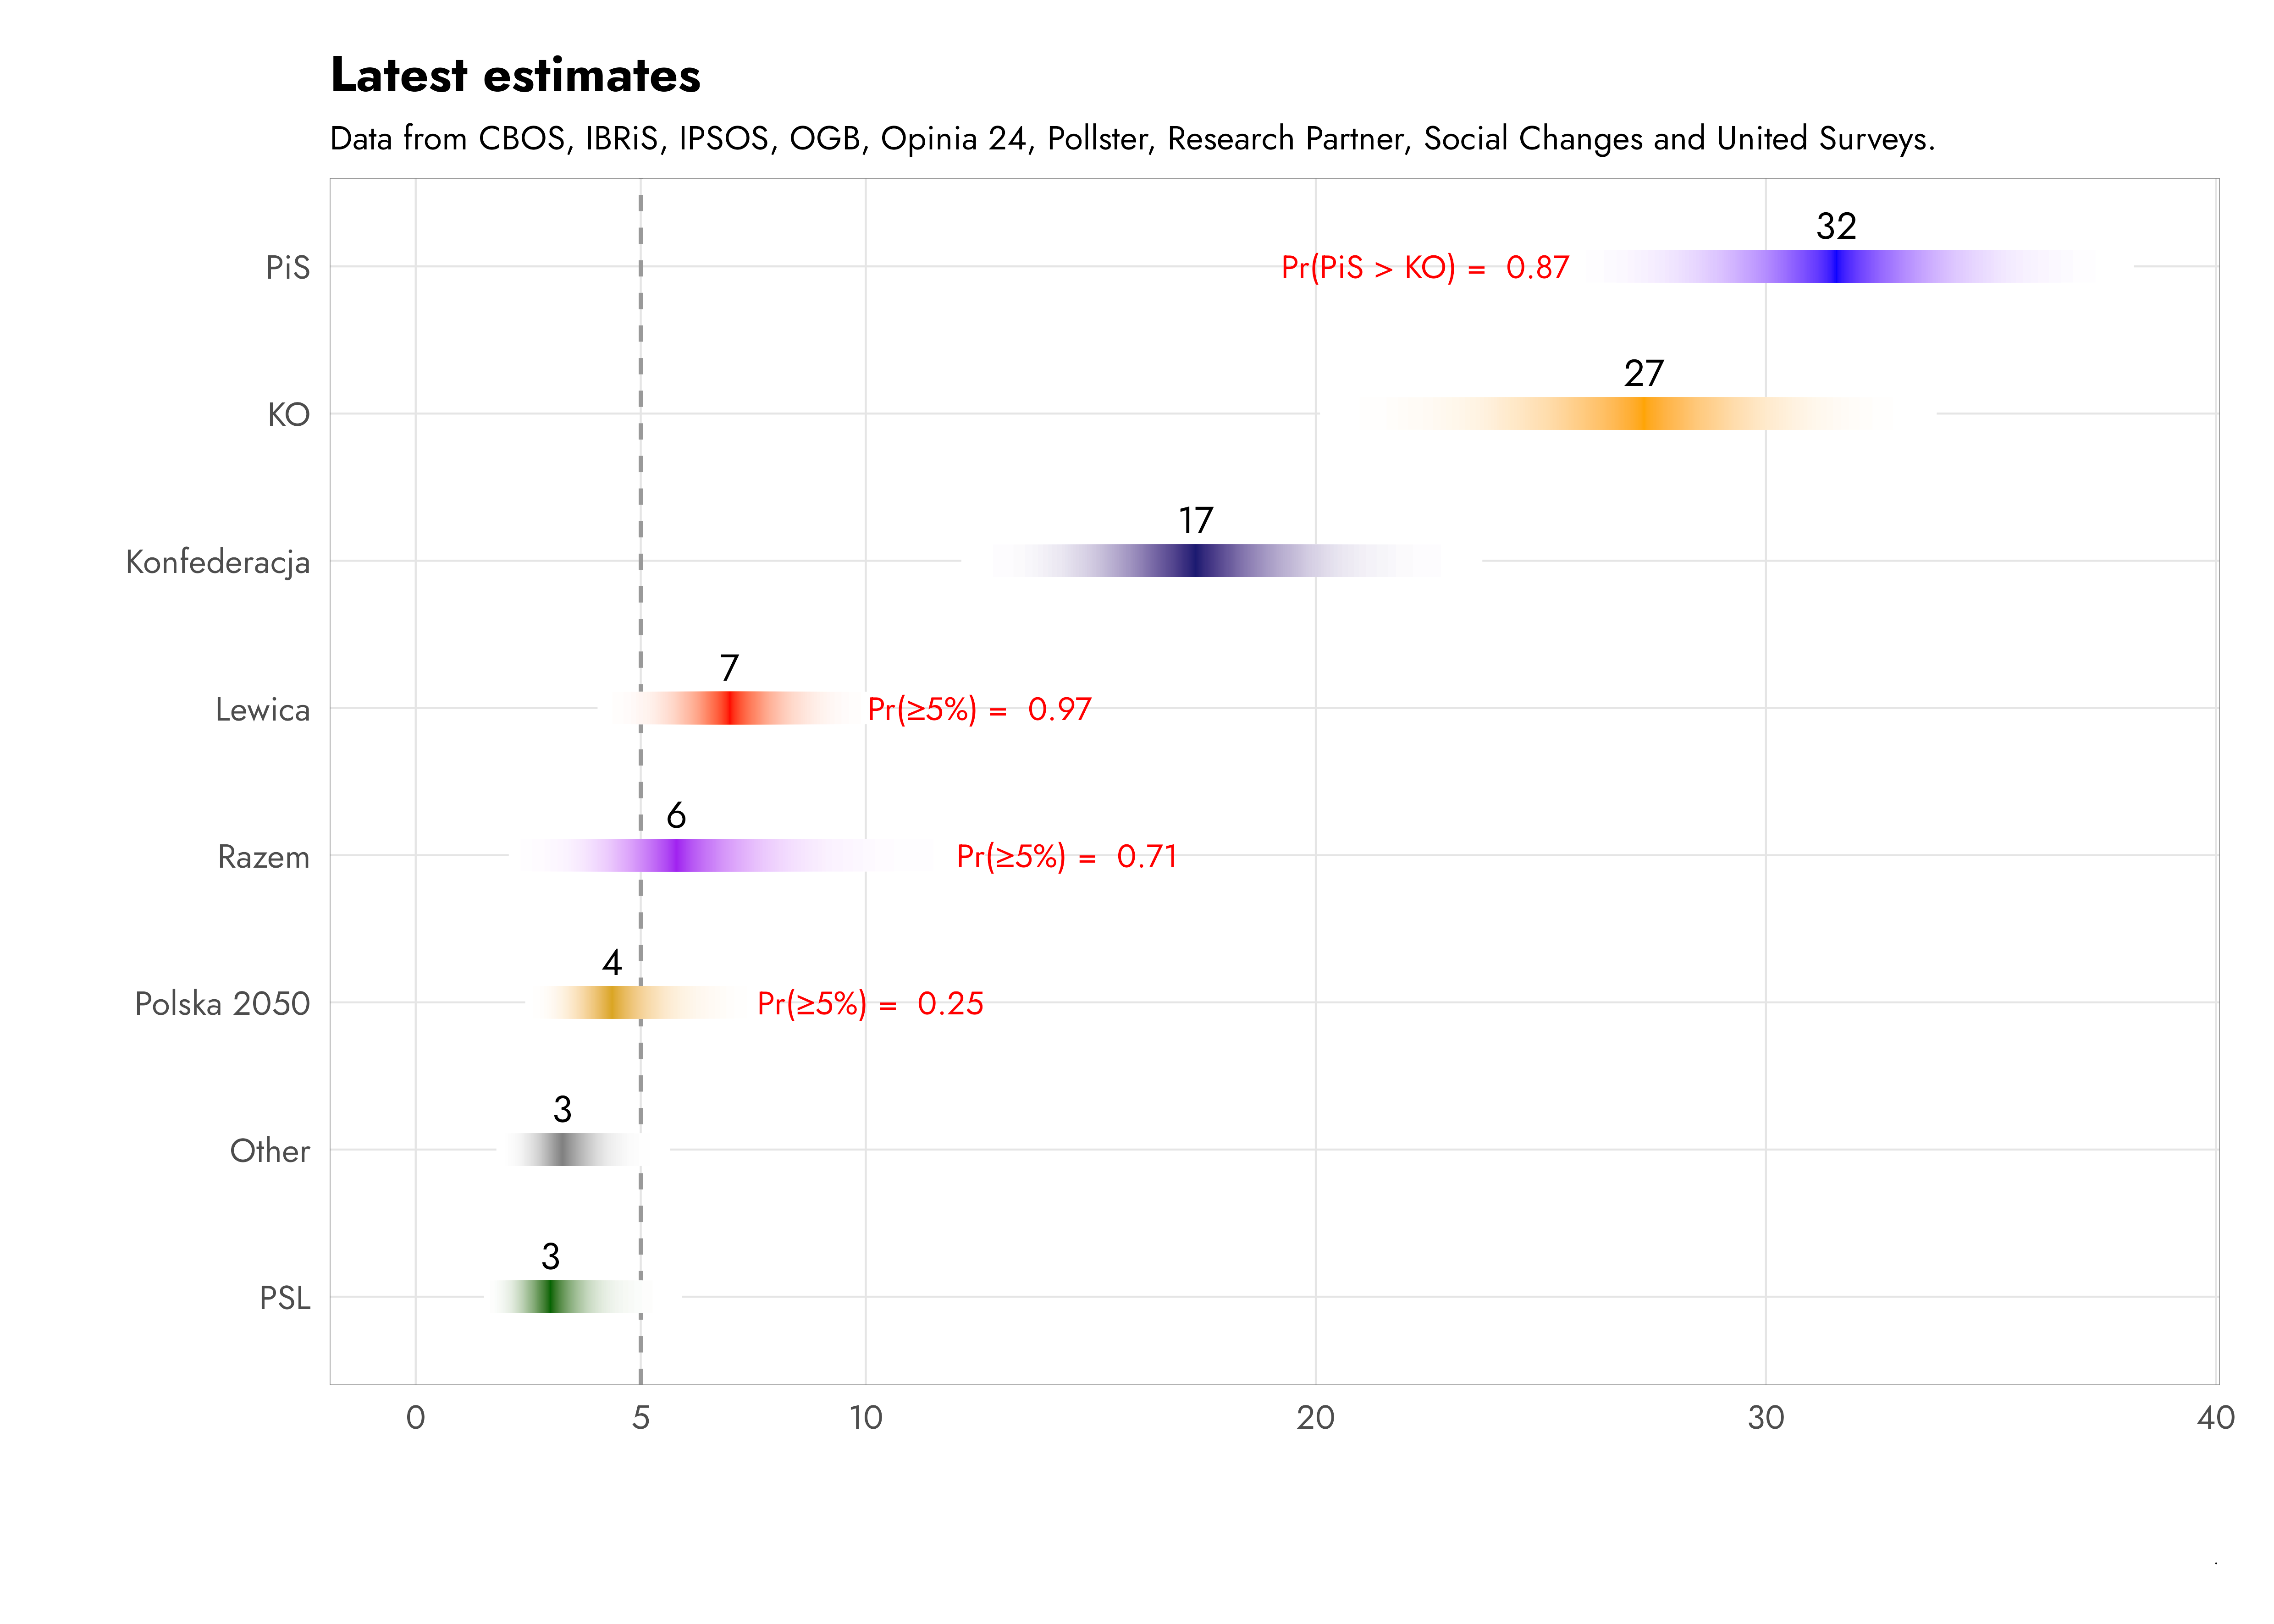 Latest estimates
Data from CBOS, IBRiS, IPSOS, OGB, Opinia 24, Pollster, Research Partner, Social Changes and United Surveys.
32
PiS
Pr(PiS > KO) = 0.87
27
KO
17
Konfederacja
7
Lewica
Pr(≥5%) = 0.97
6
Razem
Pr(≥5%) = 0.71
4
Polska 2050
Pr(≥5%) = 0.25
3
Other
3
PSL
0 5 10 20 30 40
.